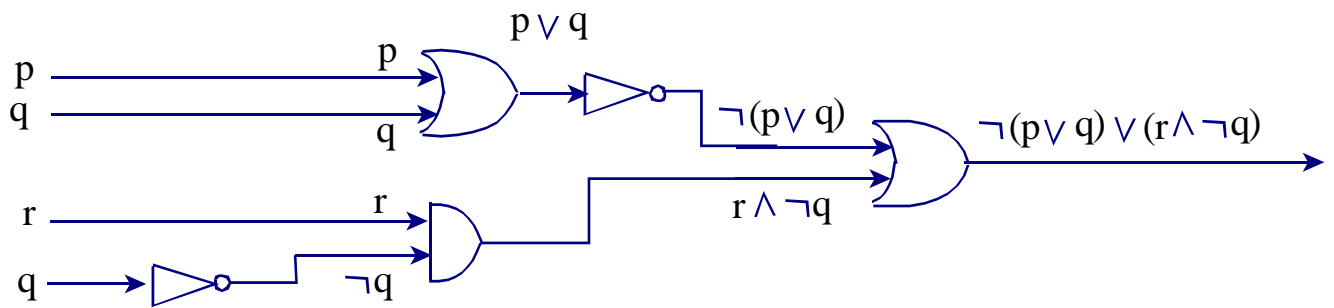 p ∨ q
p
p
q
q
¬(p ∨ q)
¬(p ∨ q) ∨ (r ∧ ¬q)
r
r
r ∧ ¬q
q
¬q